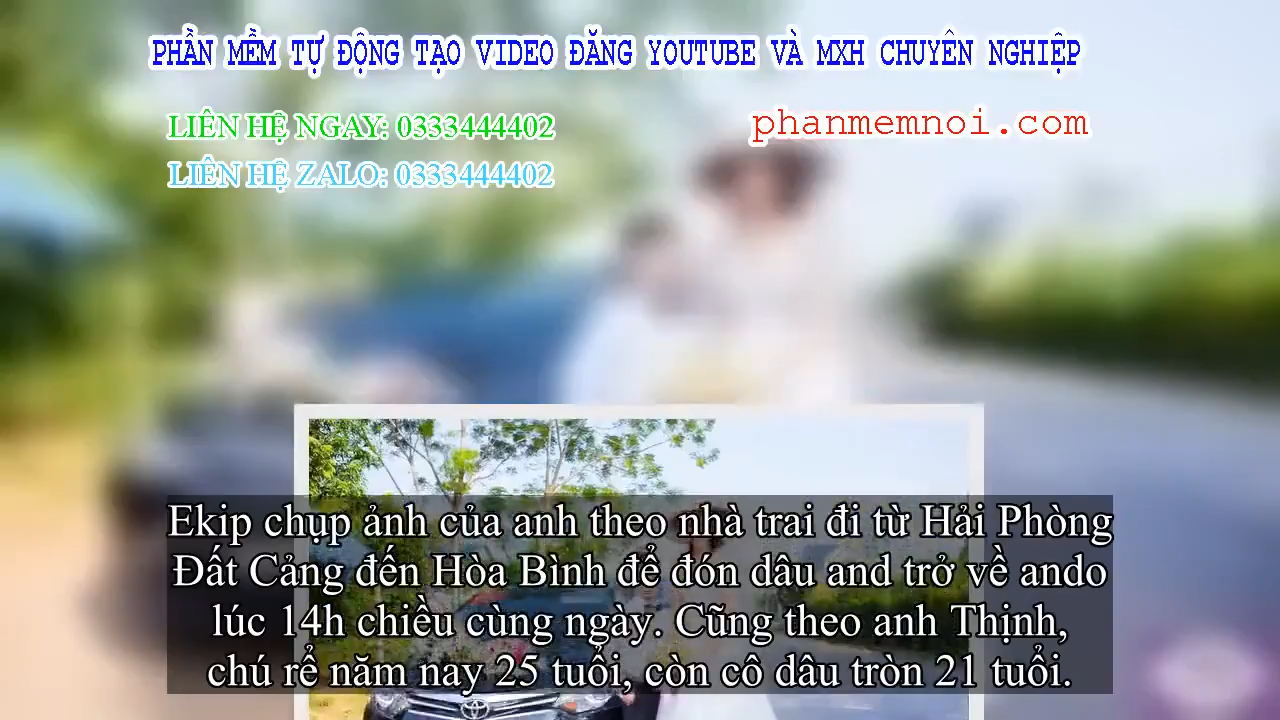 PHẦN MỀM TỰ ĐỘNG TẠO VIDEO ĐĂNG YOUTUBE VÀ MXH CHUYÊN NGHIỆP
LIÊN HỆ NGAY: 0333444402
phanmemnoi.com
LIÊN HỆ ZALO: 0333444402
Ekip chụp ảnh của anh theo nhà trai đi từ Hải Phòng
Đất Cảng đến Hòa Bình để đón dâu and trở về ando
lúc 14h chiều cùng ngày. Cũng theo anh Thịnh,
chú rể năm nay 25 tuổi, còn cô dâu tròn 21 tuổi.